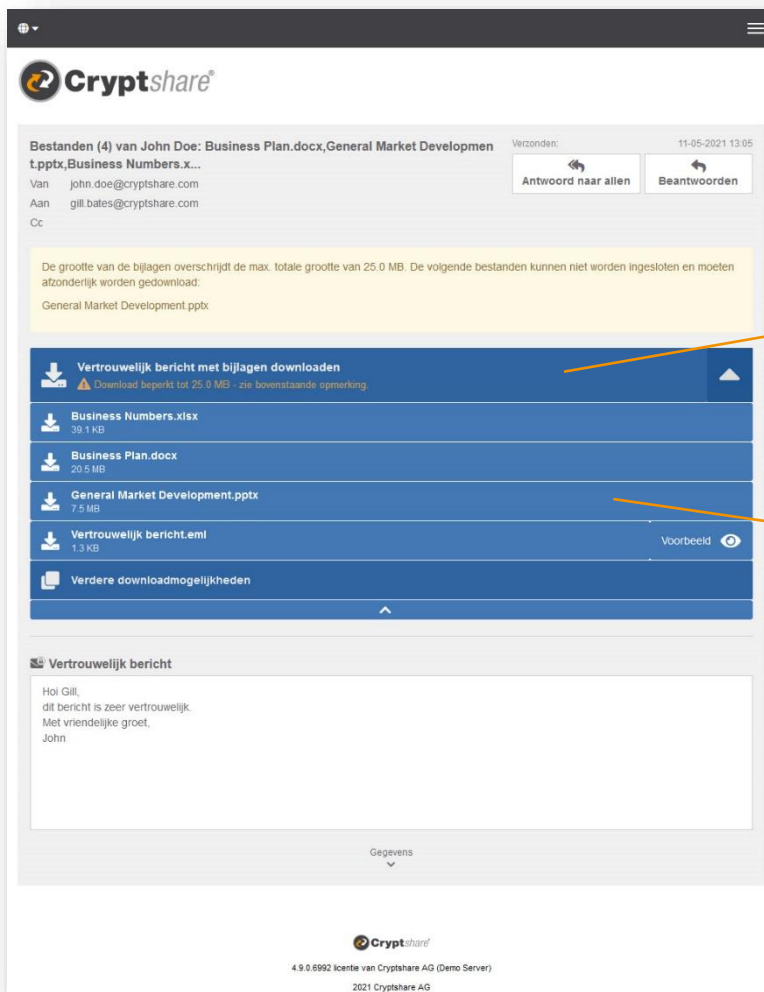 Cryptshare®
Bestanden (4) van John Doe: Business Plan.docx,General Market Developmen
t.pptx,Business Numbers.x...
Verzonden: 11-05-2021 13:05
Antwoord naar allen
Beantwoorden
Van john.doe@cryptshare.com
Aan gill.bates@cryptshare.com
Cc
De grootte van de bijlagen overschrijdt de max. totale grootte van 25.0 MB. De volgende bestanden kunnen niet worden ingesloten en moeten
afzonderlijk worden gedownload:
General Market Development.pptx
Vertrouwelijk bericht met bijlagen downloaden
Download beperkt tot 25.0 MB - zie bovenstaande opmerking.
Business Numbers.xlsx
39.1 KB
Business Plan.docx
20.5 MB
General Market Development.pptx
7.5 MB
Vertrouwelijk bericht.eml
1.3 KB
Voorbeeld
Verdere downloadmogelijkheden
Vertrouwelijk bericht
Hoi Gill,
dit bericht is zeer vertrouwelijk.
Met vriendelijke groet,
John
Gegevens
Cryptshare®
4.9.0.6992 licentie van Cryptshare AG (Demo Server)
2021 Cryptshare AG